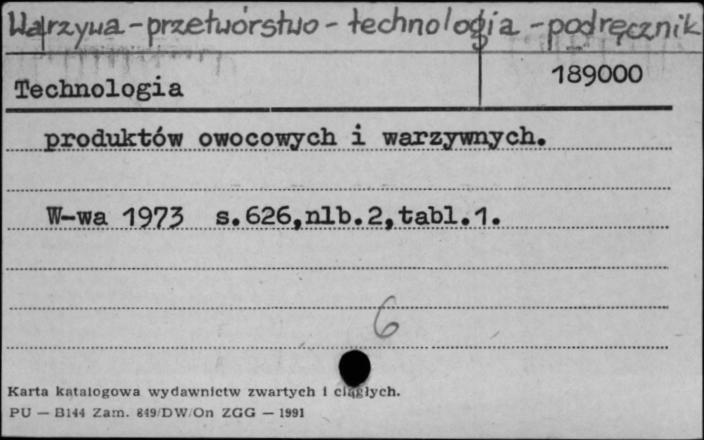 Warzywa - przetwórstwo - technologia - podręcznik
Technologia
189000
produktów owocowych i warzywnych.
W-wa 1973 s.626,nlb.2,tabl.1.
6
Karta katalogowa wydawnictw zwartych i ciągłych.
PU — B144 Zam. 849/DW/On ZGG — 1991